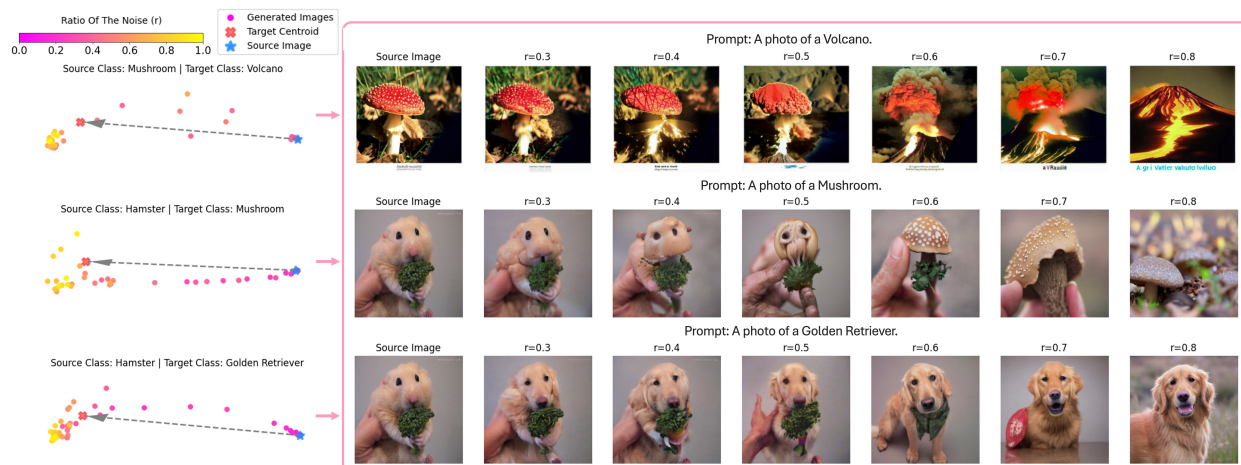 Ratio Of The Noise (r)
0.0 0.2 0.4 0.6 0.8 1.0
Generated Images
Target Centroid
Source Image
Source Class: Mushroom | Target Class: Volcano
Prompt: A photo of a Volcano.
Source Image r=0.3 r=0.4 r=0.5 r=0.6 r=0.7 r=0.8
Source Class: Hamster | Target Class: Mushroom
Prompt: A photo of a Mushroom.
Source Image r=0.3 r=0.4 r=0.5 r=0.6 r=0.7 r=0.8
Source Class: Hamster | Target Class: Golden Retriever
Prompt: A photo of a Golden Retriever.
Source Image r=0.3 r=0.4 r=0.5 r=0.6 r=0.7 r=0.8